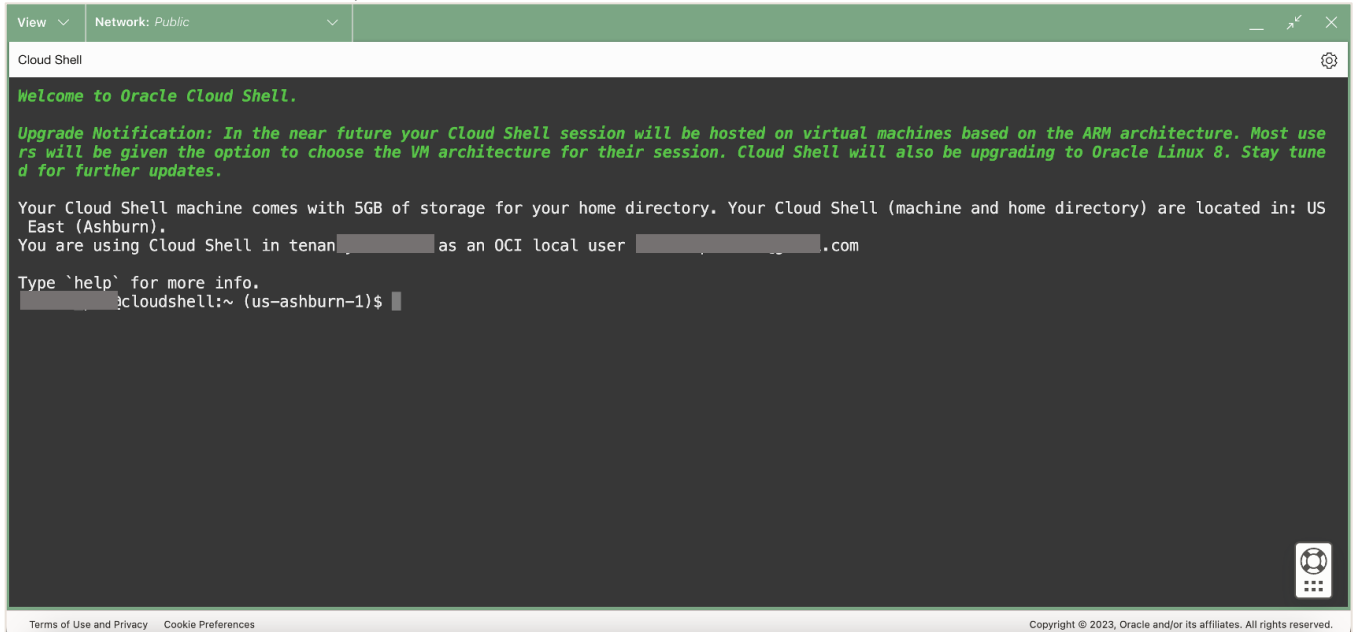 View Network: Public
Cloud Shell
Welcome to Oracle Cloud Shell.
Upgrade Notification: In the near future your Cloud Shell session will be hosted on virtual machines based on the ARM architecture. Most use
rs will be given the option to choose the VM architecture for their session. Cloud Shell will also be upgrading to Oracle Linux 8. Stay tune
d for further updates.
Your Cloud Shell machine comes with 5GB of storage for your home directory. Your Cloud Shell (machine and home directory) are located in: US
East (Ashburn).
You are using Cloud Shell in tenan as an OCI local user .com
Type `help` for more info.
@cloudshell:~ (us-ashburn-1)$
Terms of Use and Privacy Cookie Preferences Copyright © 2023, Oracle and/or its affiliates. All rights reserved.